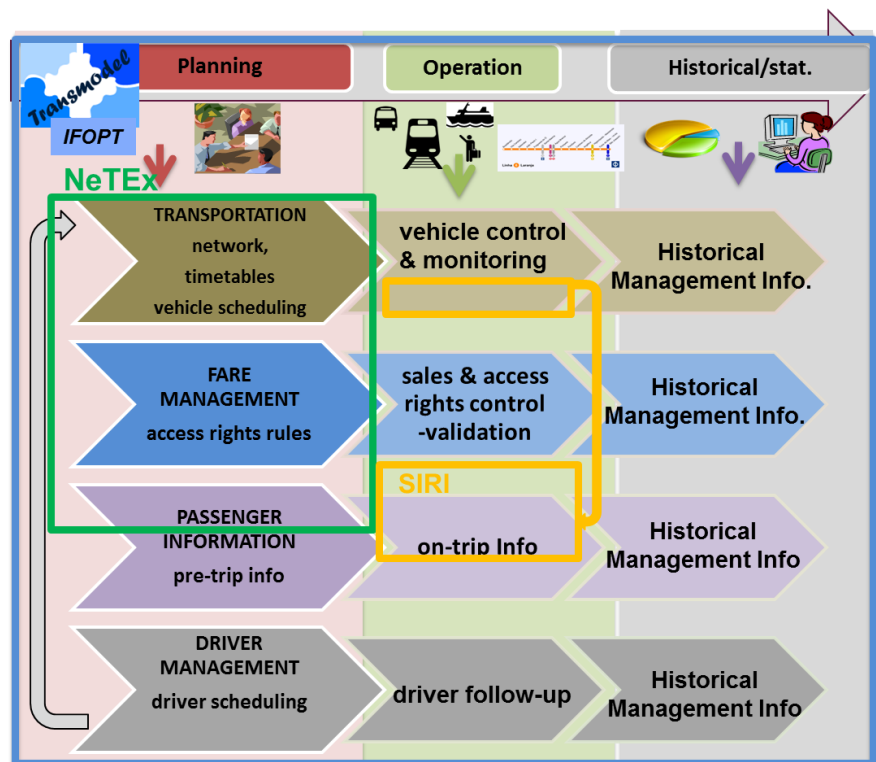 Planning
Operation
Historical/stat.
Transmodel
IFOPT
NeTEx
TRANSPORTATION
network,
timetables
vehicle scheduling
vehicle control
& monitoring
Historical
Management Info.
FARE
MANAGEMENT
access rights rules
sales & access
rights control
-validation
Historical
Management Info.
SIRI
PASSENGER
INFORMATION
pre-trip info
on-trip Info
Historical
Management Info
DRIVER
MANAGEMENT
driver scheduling
driver follow-up
Historical
Management Info